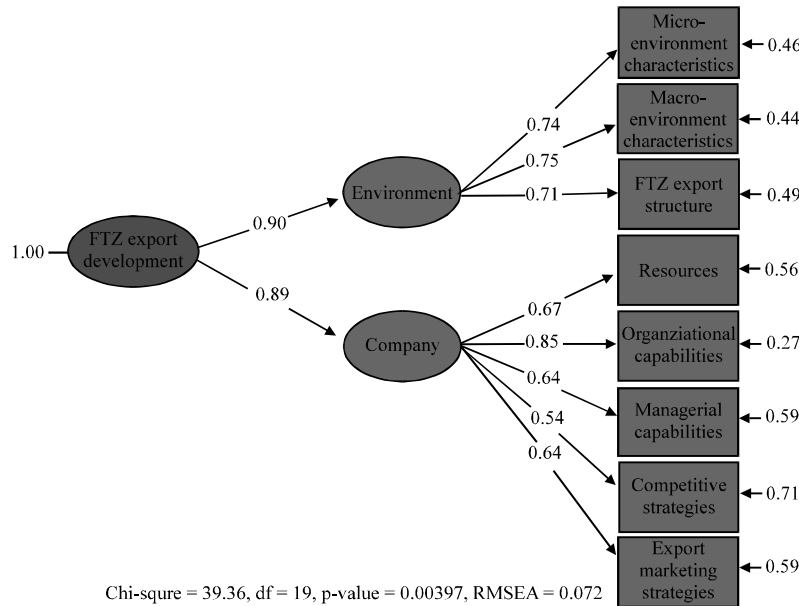 Micro-
environment
characteristics
0.46
0.74
Macro-
environment
characteristics
0.44
0.75
Environment
FTZ export
structure
0.49
0.71
0.90
1.00
FTZ export
development
0.89
Resources
0.56
0.67
Company
0.85
Organziational
capabilities
0.27
0.64
Managerial
capabilities
0.59
0.54
0.64
Competitive
strategies
0.71
Export
marketing
strategies
0.59
Chi-squre = 39.36, df = 19, p-value = 0.00397, RMSEA = 0.072